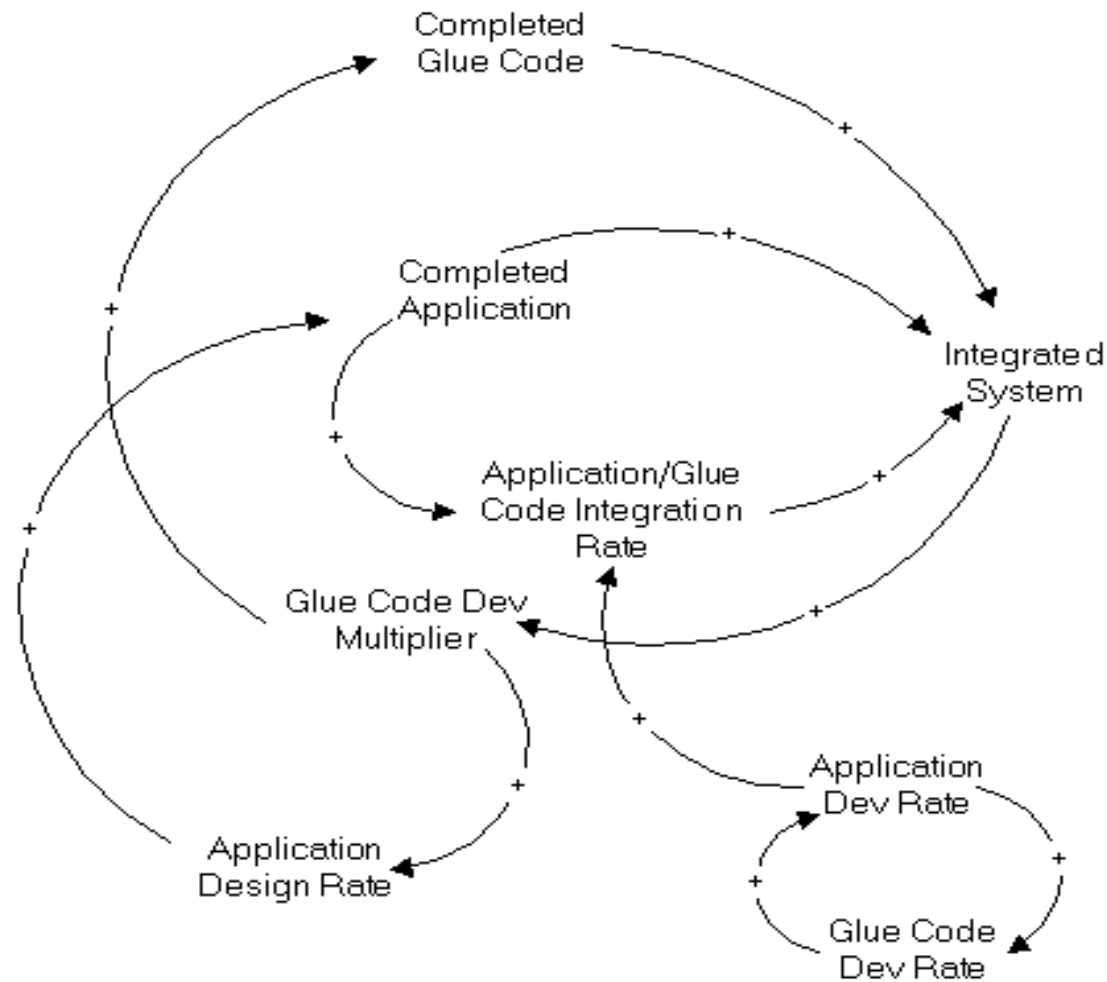 Completed
Glue Code
+
+
Completed
Application
+
Integrated
System
+
Application/Glue
Code Integration
Rate
+
+
Glue Code Dev
Multiplier
+
+
+
Application
Dev Rate
Application
Design Rate
+
+
Glue Code
Dev Rate